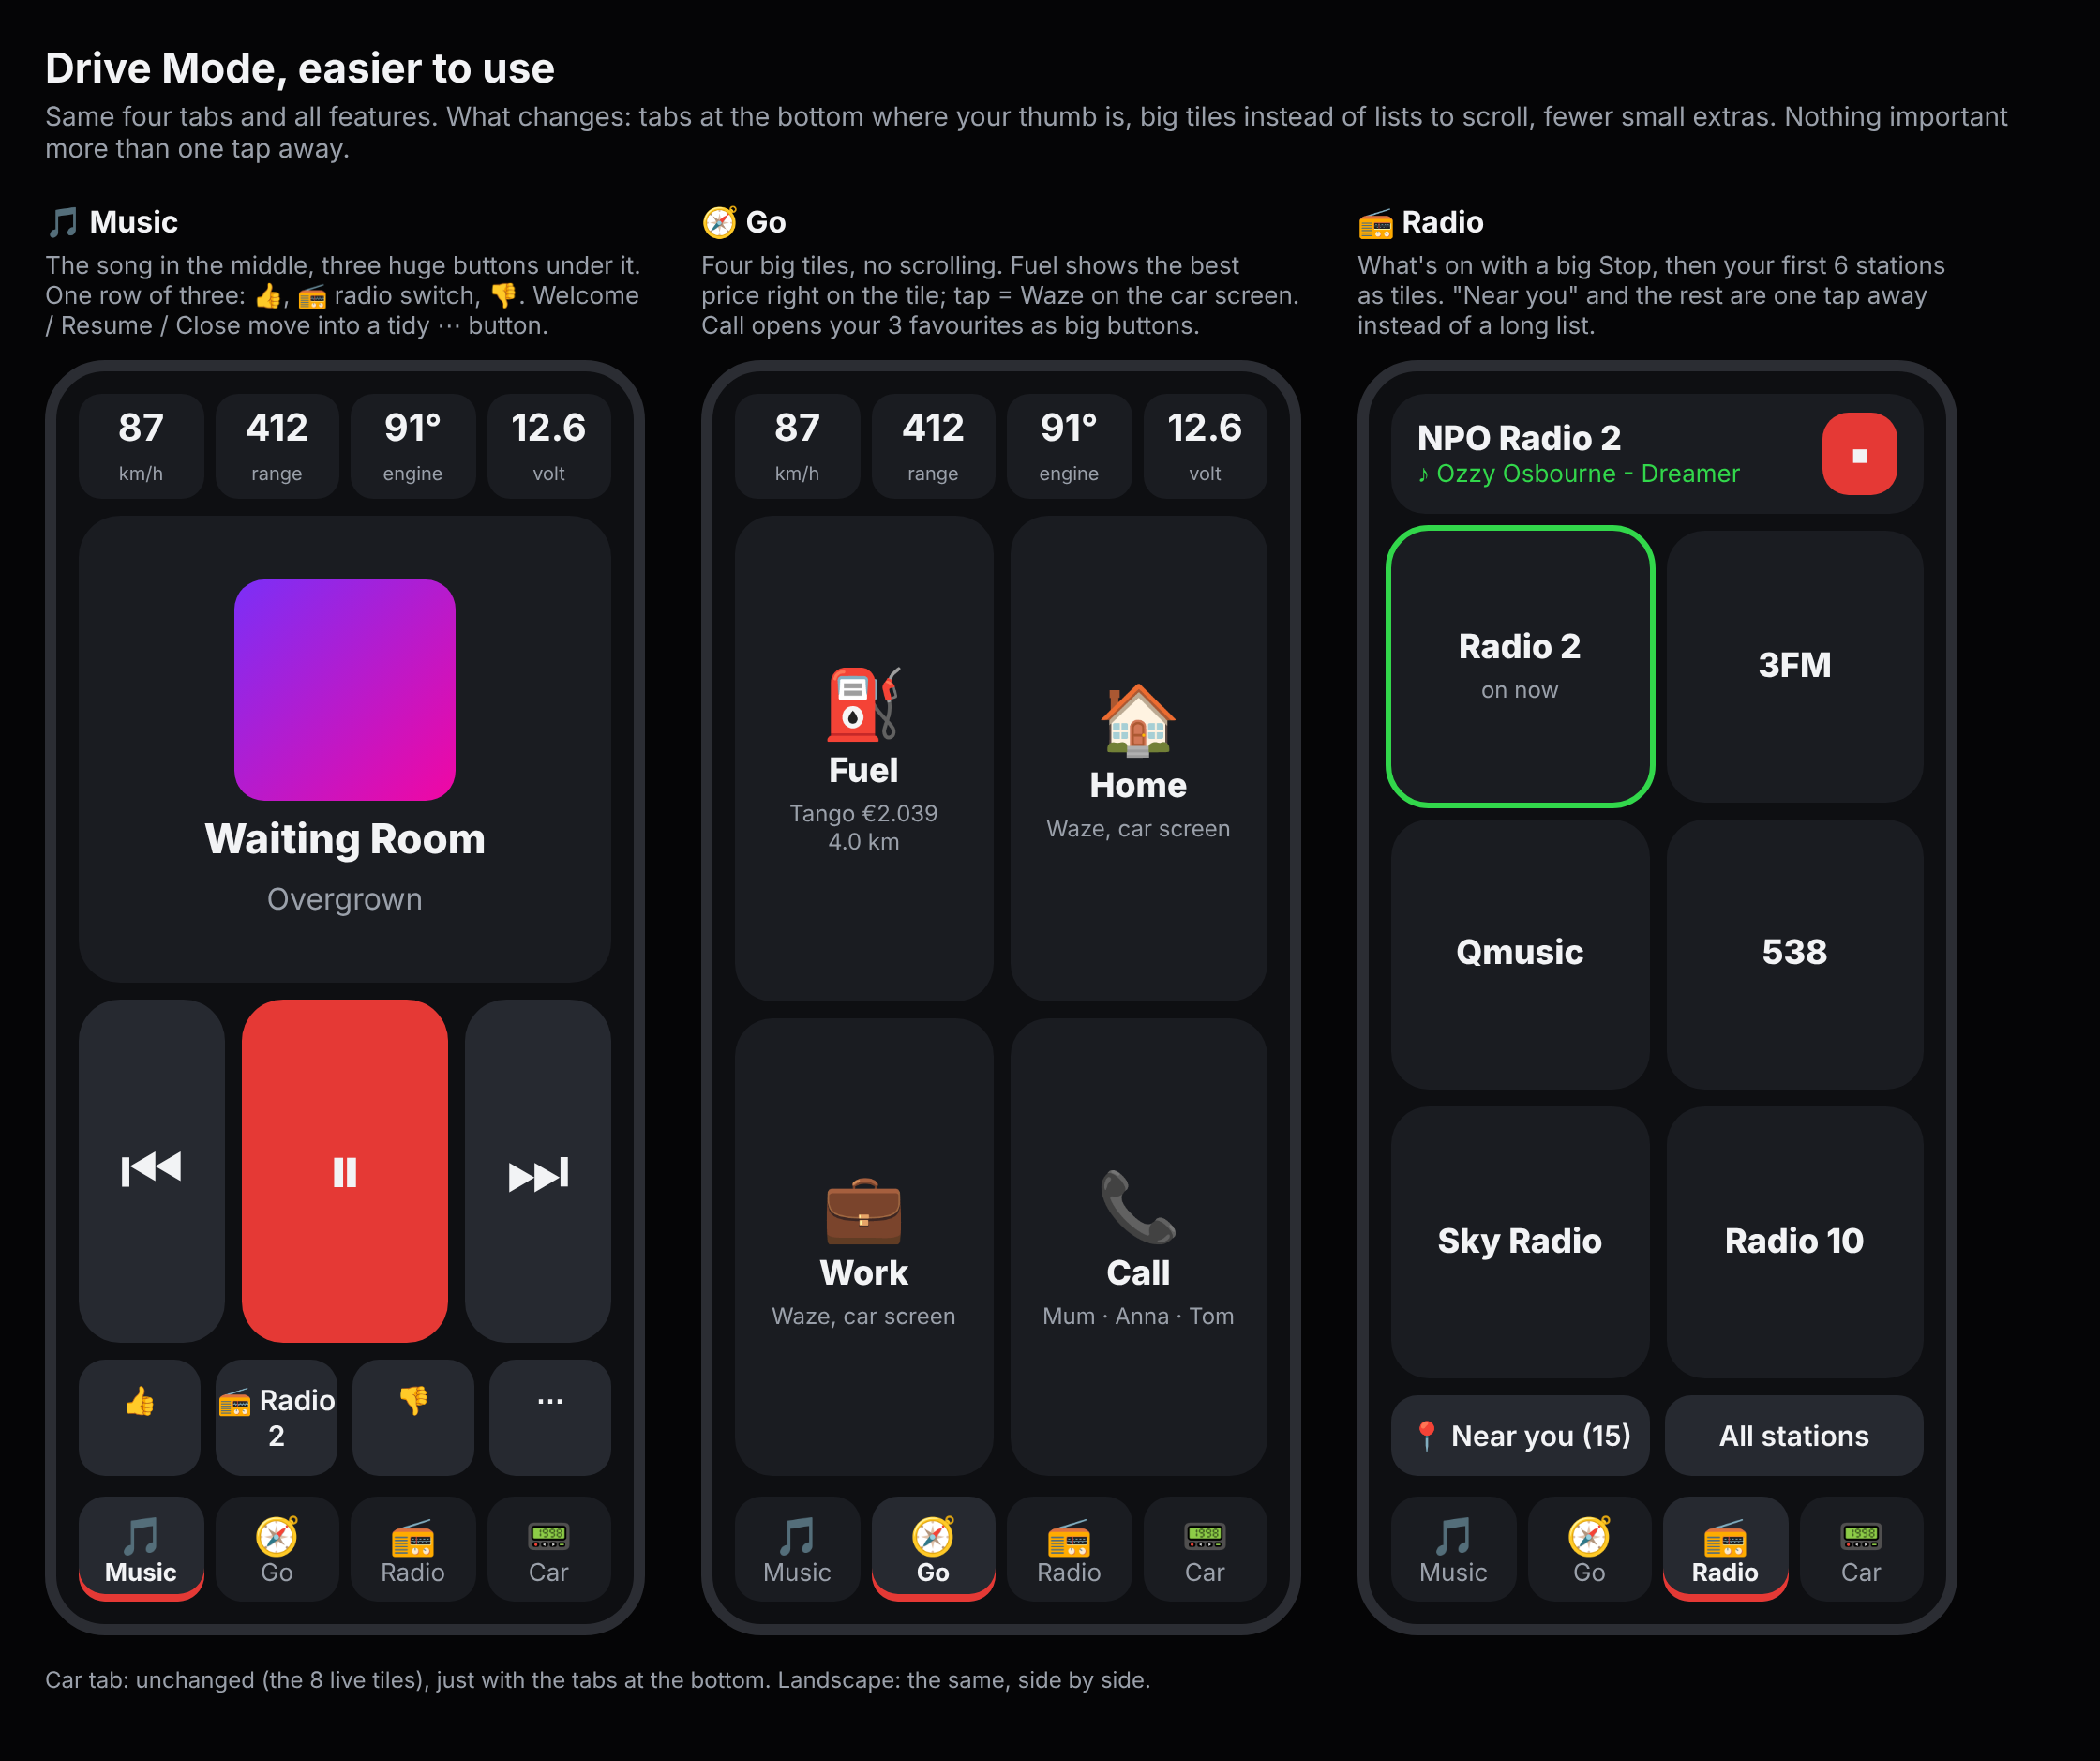 Drive Mode, easier to use
Same four tabs and all features. What changes: tabs at the bottom where your thumb is, big tiles instead of lists to scroll, fewer small extras. Nothing important
more than one tap away.
🎵 Music
The song in the middle, three huge buttons under it.
One row of three: 👍, 📻 radio switch, 👎. Welcome
/ Resume / Close move into a tidy ··· button.
87
km/h
412
range
91°
engine
12.6
volt
Waiting Room
Overgrown
⏮
⏸
⏭
👍
📻 Radio
2
👎
···
🎵
Music
🧭
Go
📻
Radio
📟
Car
🧭 Go
Four big tiles, no scrolling. Fuel shows the best
price right on the tile; tap = Waze on the car screen.
Call opens your 3 favourites as big buttons.
87
km/h
412
range
91°
engine
12.6
volt
⛽
Fuel
Tango €2.039
4.0 km
🏠
Home
Waze, car screen
💼
Work
Waze, car screen
📞
Call
Mum · Anna · Tom
🎵
Music
🧭
Go
📻
Radio
📟
Car
📻 Radio
What's on with a big Stop, then your first 6 stations
as tiles. "Near you" and the rest are one tap away
instead of a long list.
NPO Radio 2
♪ Ozzy Osbourne - Dreamer
■
Radio 2
on now
3FM
Qmusic
538
Sky Radio
Radio 10
📍 Near you (15)
All stations
🎵
Music
🧭
Go
📻
Radio
📟
Car
Car tab: unchanged (the 8 live tiles), just with the tabs at the bottom. Landscape: the same, side by side.